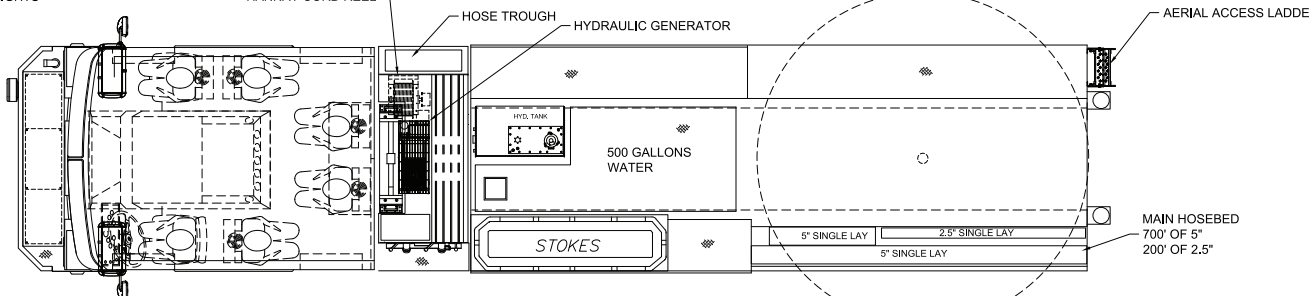 HOSE TROUGH
AERIAL ACCESS LADDE
HYDRAULIC GENERATOR
HYD. TANK
500 GALLONS
WATER
STOKES
5" SINGLE LAY
2.5" SINGLE LAY
5" SINGLE LAY
MAIN HOSEBED
700' OF 5"
200' OF 2.5"